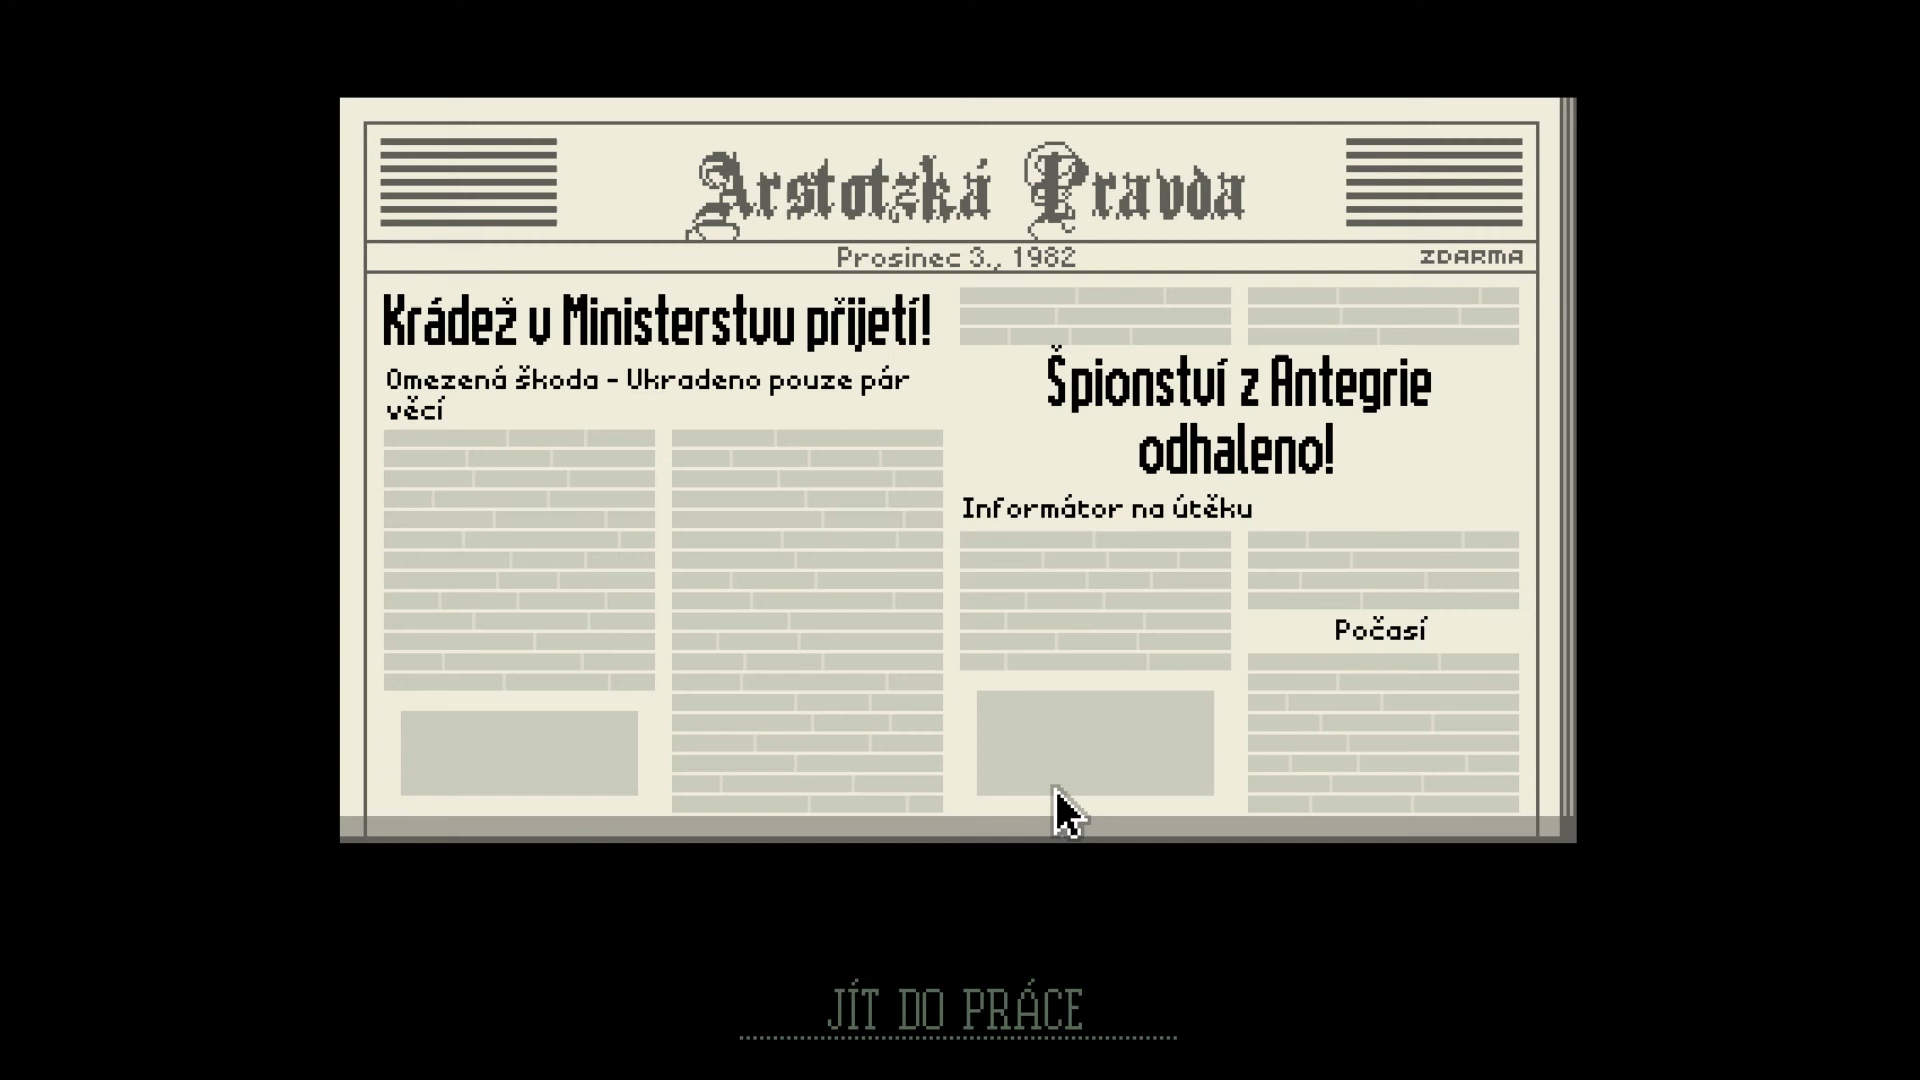 Arstotzká Pravda
Prosinec 3., 1982
ZDARMA
Krádež v Ministerstvu přijetí!
Omezená škoda - Ukradeno pouze pár
věcí
Špionství z Antegrie
odhaleno!
Informátor na útěku
Počasí
JÍT DO PRÁCE